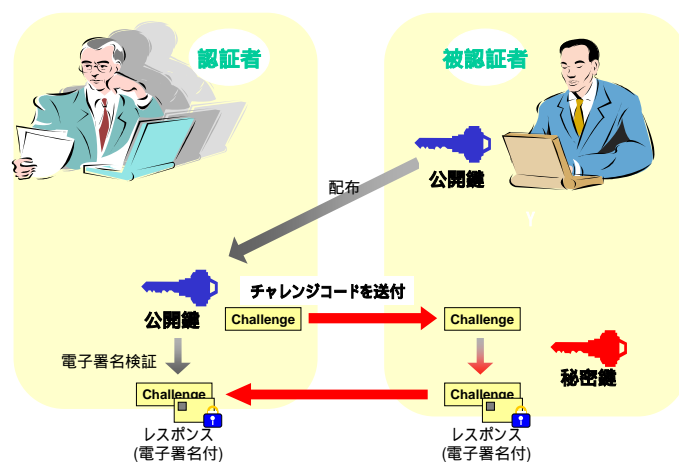 認証者
被認証者
公開鍵
配布
チャレンジコードを送付
公開鍵
Challenge
Challenge
電子署名検証
秘密鍵
Challenge
Challenge
レスポンス
(電子署名付)
レスポンス
(電子署名付)